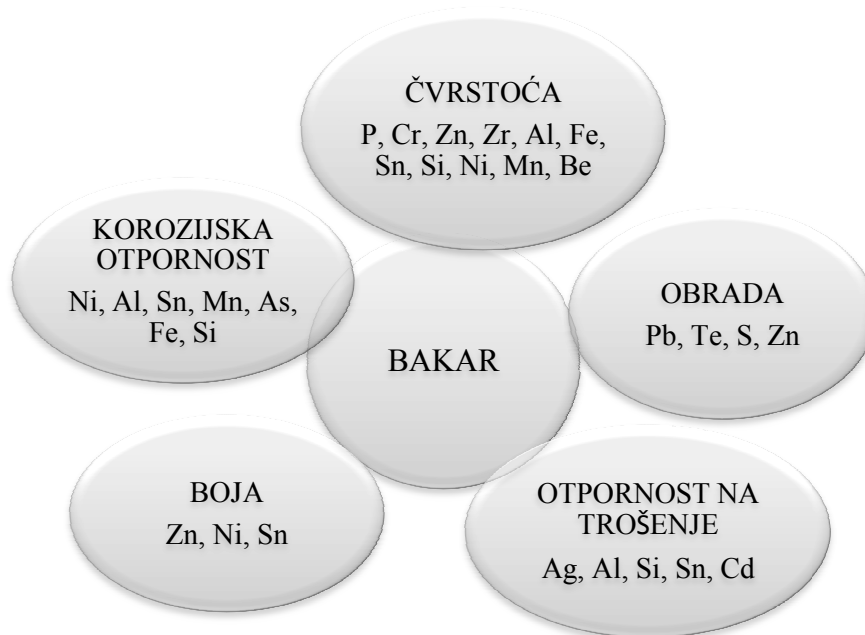 ČVRSTOĆA
P, Cr, Zn, Zr, Al, Fe,
Sn, Si, Ni, Mn, Be
KOROZIJSKA
OTPORNOST
Ni, Al, Sn, Mn, As,
Fe, Si
OBRADA
Pb, Te, S, Zn
BAKAR
BOJA
Zn, Ni, Sn
OTPORNOST NA
TROŠENJE
Ag, Al, Si, Sn, Cd